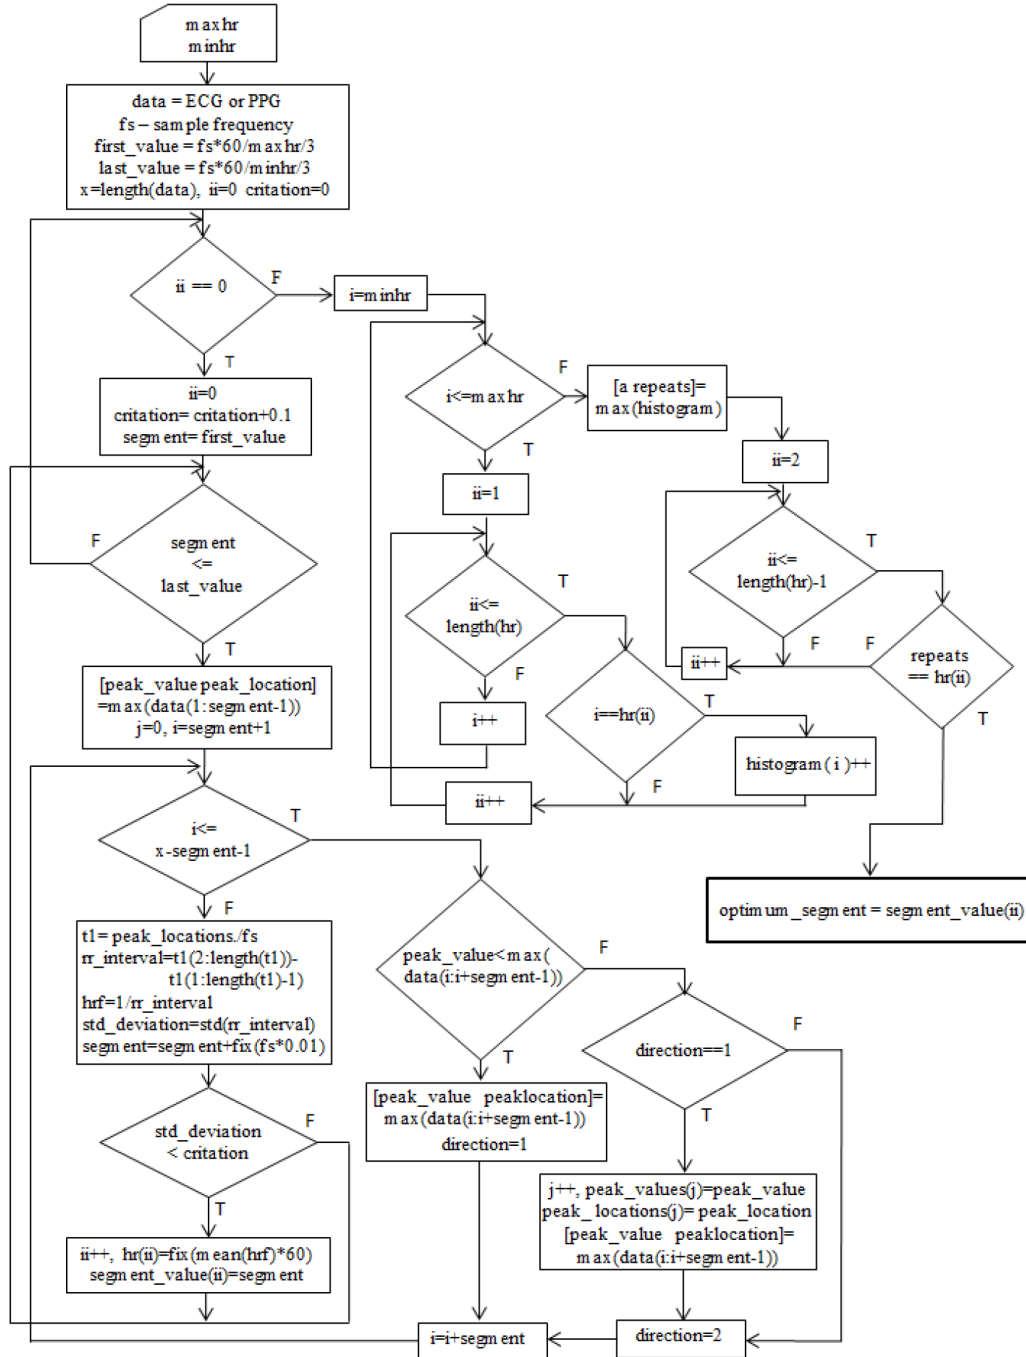 maxhr
minhr
data = ECG or PPG
fs – sample frequency
first_value = fs*60/maxhr/3
last_value = fs*60/minhr/3
x=length(data), ii=0 critation=0
ii == 0
F
T
i=minhr
ii=0
critation= critation+0.1
segment= first_value
i<=maxhr
F
T
[a repeats]=
max(histogram)
ii=1
ii=2
segment
<=
last_value
F
T
ii<=
length(hr)
T
F
ii<=
length(hr)-1
T
F
ii++
F
repeats
== hr(ii)
T
[peak_value peak_location]
=max(data(1:segment-1))
j=0, i=segment+1
i++
i==hr(ii)
T
F
histogram(i)++
ii++
i<=
x-segment-1
T
F
optimum_segment = segment_value(ii)
t1= peak_locations./fs
rr_interval=t1(2:length(t1))-
t1(1:length(t1)-1)
hrf=1/rr_interval
std_deviation=std(rr_interval)
segment=segment+fix(fs*0.01)
peak_value<max(
data(i:i+segment-1))
F
T
direction==1
F
T
std_deviation
< critation
F
T
[peak_value peaklocation]=
max(data(i:i+segment-1))
direction=1
j++, peak_values(j)=peak_value
peak_locations(j)= peak_location
[peak_value peaklocation]=
max(data(i:i+segment-1))
ii++, hr(ii)=fix(mean(hrf)*60)
segment_value(ii)=segment
i=i+segment
direction=2